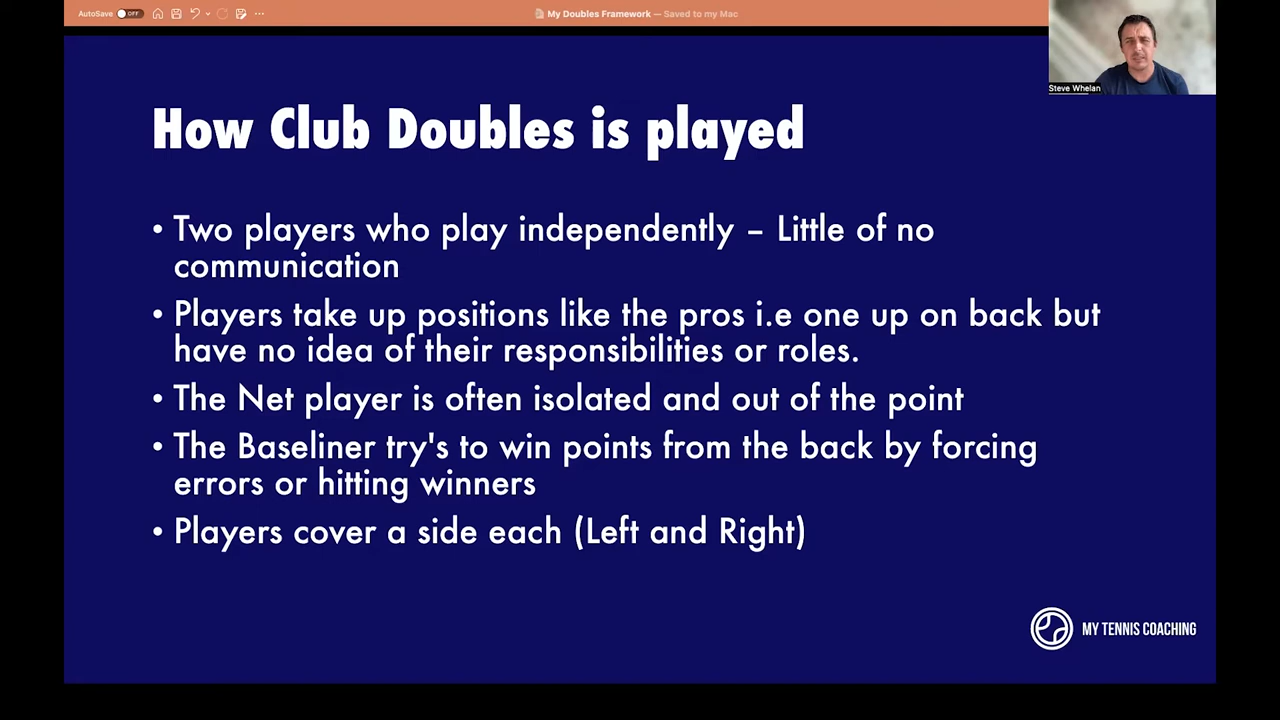 AutoSave OFF
My Doubles Framework — Saved to my Mac
Steve Whelan
How Club Doubles is played
• Two players who play independently – Little of no
communication
• Players take up positions like the pros i.e one up on back but
have no idea of their responsibilities or roles.
• The Net player is often isolated and out of the point
• The Baseliner try's to win points from the back by forcing
errors or hitting winners
• Players cover a side each (Left and Right)
MY TENNIS COACHING